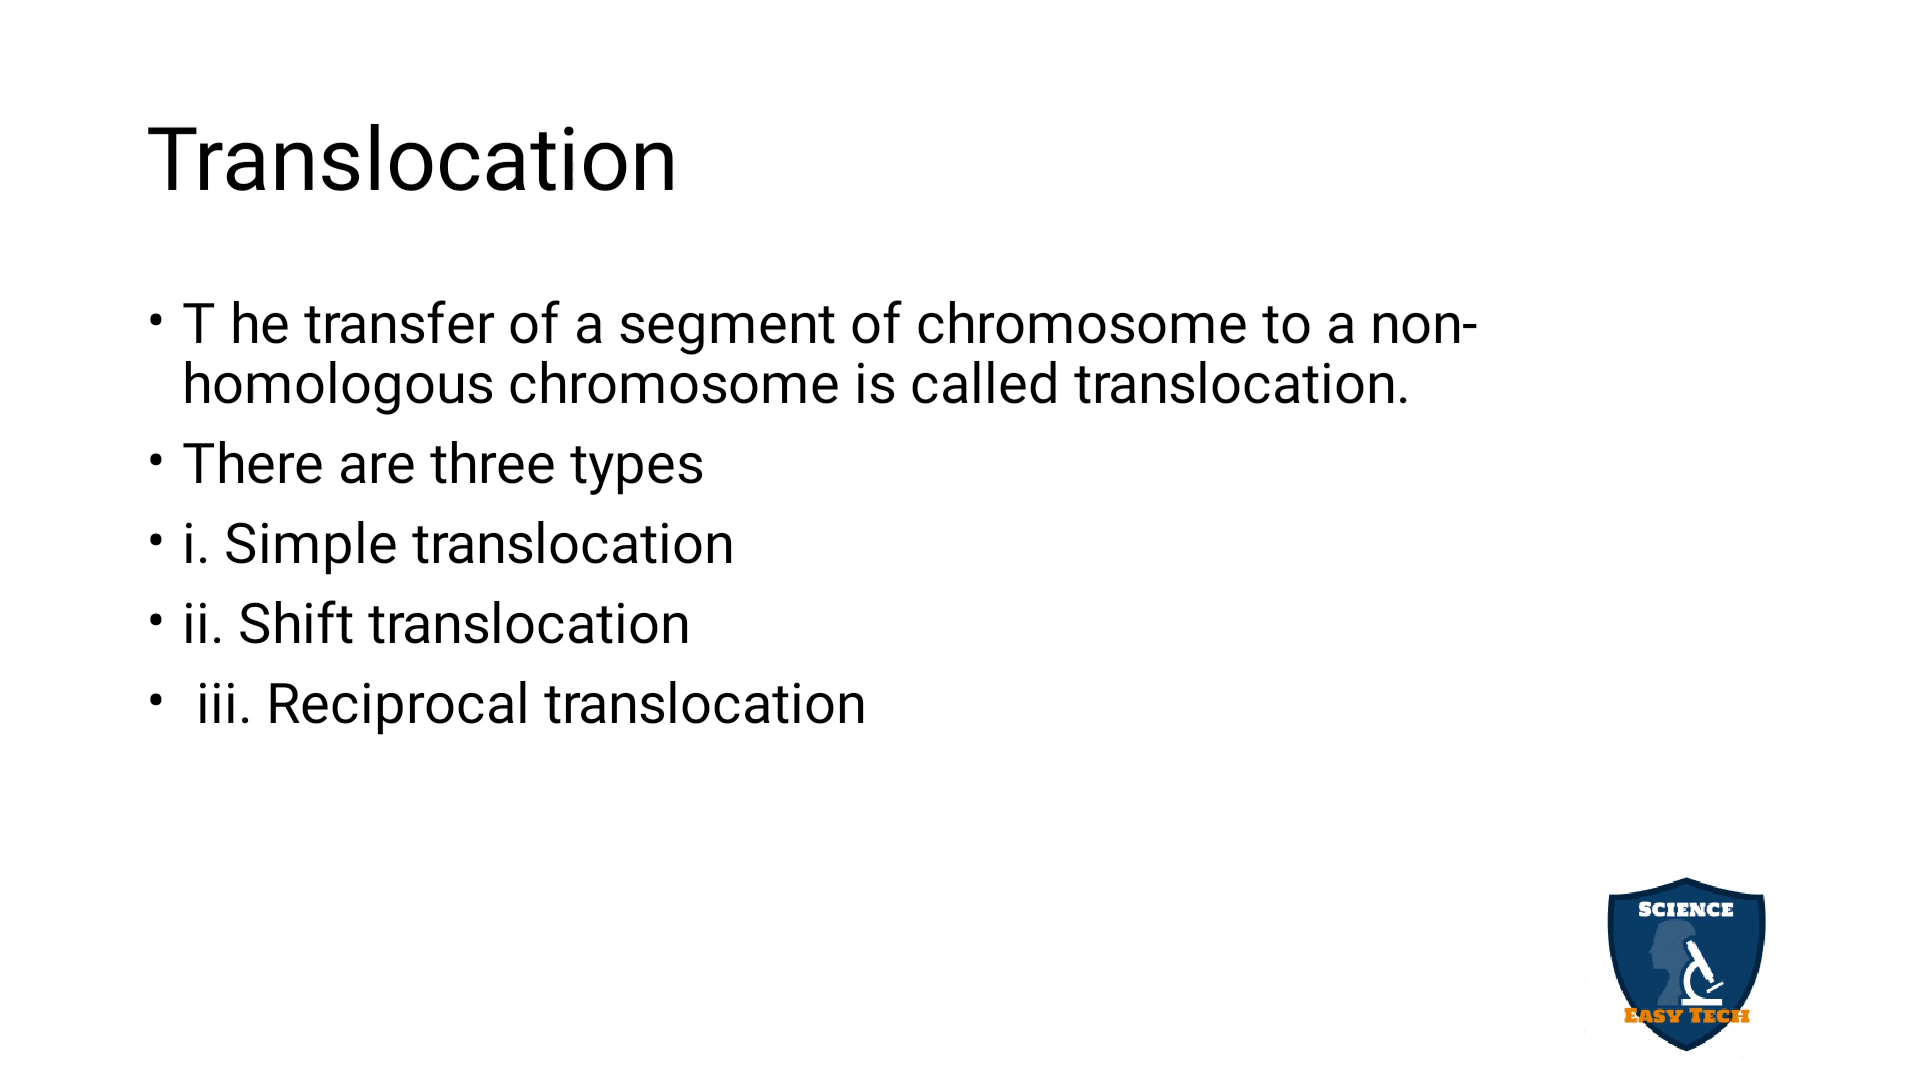 Translocation
• T he transfer of a segment of chromosome to a non-
homologous chromosome is called translocation.
• There are three types
• i. Simple translocation
• ii. Shift translocation
•  iii. Reciprocal translocation
SCIENCE
EASY TECH